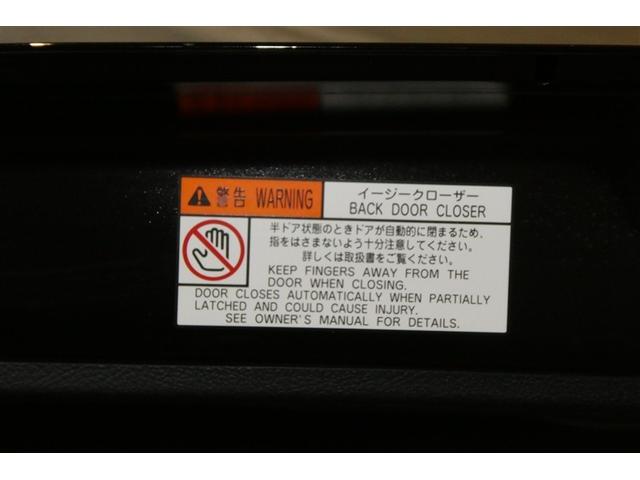 警告 WARNING
イージークローザー
BACK DOOR CLOSER
半ドア状態のときドアが自動的に閉まるため、
指をはさまないよう十分注意してください。
詳しくは取扱書をご覧ください。
KEEP FINGERS AWAY FROM THE
DOOR WHEN CLOSING.
DOOR CLOSES AUTOMATICALLY WHEN PARTIALLY
LATCHED AND COULD CAUSE INJURY.
SEE OWNER'S MANUAL FOR DETAILS.